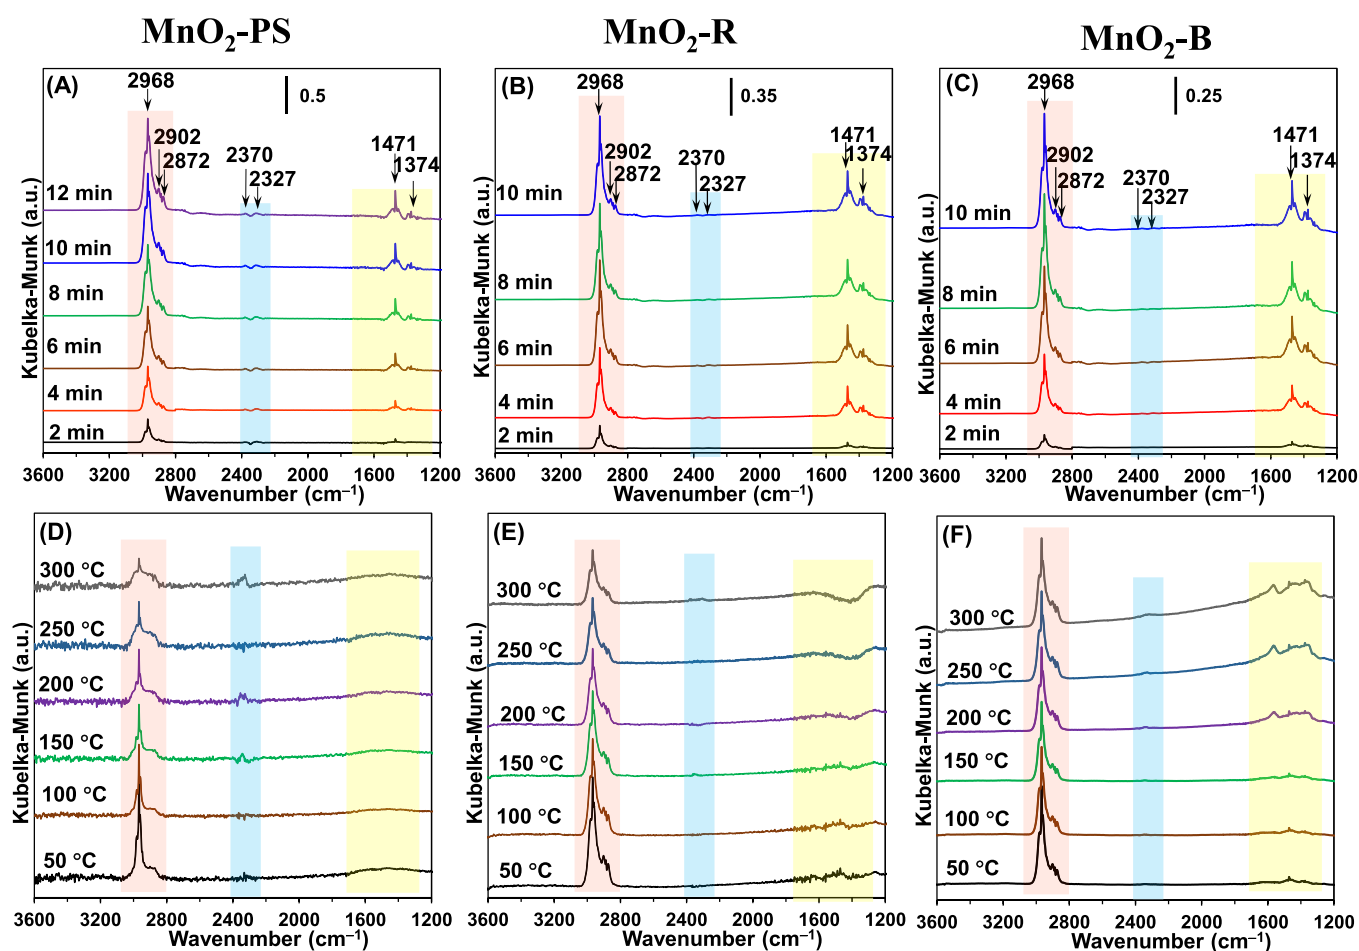 MnO₂-PS
MnO₂-R
MnO₂-B
(A)
2968
0.5
2902
2872
2370
2327
1471
1374
12 min
10 min
8 min
6 min
4 min
2 min
Kubelka-Munk (a.u.)
3600 2800 2000 1200
2400 1600
Wavenumber (cm⁻¹)
(B)
2968
0.35
2902
2872
2370
2327
1471
1374
10 min
8 min
6 min
4 min
2 min
Kubelka-Munk (a.u.)
3600 2800 2400 2000 1600 1200
Wavenumber (cm⁻¹)
(C)
2968
0.25
2902
2872
2370
2327
1471
1374
10 min
8 min
6 min
4 min
2 min
Kubelka-Munk (a.u.)
3600 2800 2400 2000 1600 1200
Wavenumber (cm⁻¹)
(D)
300 °C
250 °C
200 °C
150 °C
100 °C
50 °C
Kubelka-Munk (a.u.)
3600 3200 2800 2400 2000 1600 1200
Wavenumber (cm⁻¹)
(E)
300 °C
250 °C
200 °C
150 °C
100 °C
50 °C
Kubelka-Munk (a.u.)
3600 3200 2800 2400 2000 1600 1200
Wavenumber (cm⁻¹)
(F)
300 °C
250 °C
200 °C
150 °C
100 °C
50 °C
Kubelka-Munk (a.u.)
3600 3200 2800 2400 2000 1600 1200
Wavenumber (cm⁻¹)